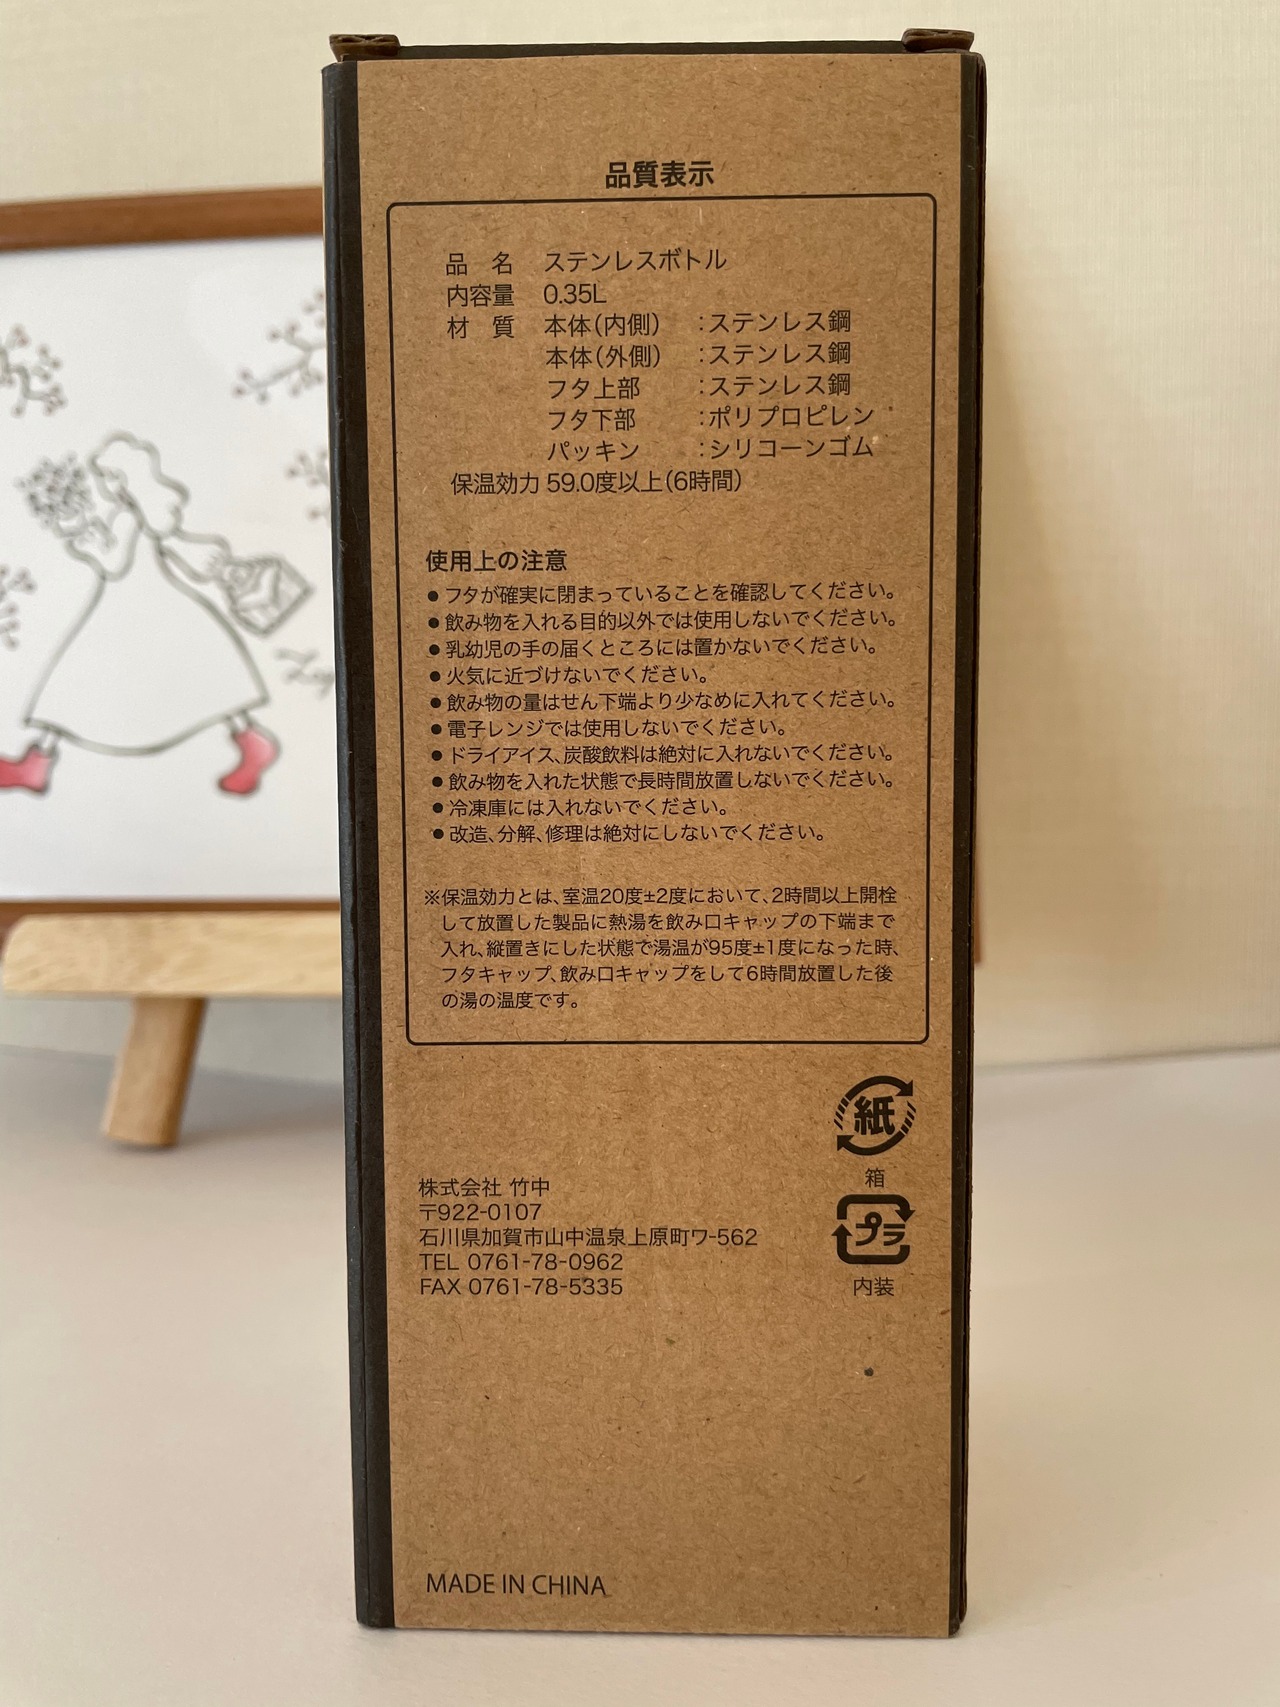 品質表示
品 名 ステンレスボトル
内容量 0.35L
材 質 本体(内側) :ステンレス鋼
本体(外側) :ステンレス鋼
フタ上部 :ステンレス鋼
フタ下部 :ポリプロピレン
パッキン :シリコーンゴム
保温効力 59.0度以上(6時間)
使用上の注意
●フタが確実に閉まっていることを確認してください。
●飲み物を入れる目的以外では使用しないでください。
●乳幼児の手の届くところには置かないでください。
●火気に近づけないでください。
●飲み物の量はせん下端より少なめに入れてください。
●電子レンジでは使用しないでください。
●ドライアイス、炭酸飲料は絶対に入れないでください。
●飲み物を入れた状態で長時間放置しないでください。
●冷凍庫には入れないでください。
●改造、分解、修理は絶対にしないでください。
※保温効力とは、室温20度±2度において、2時間以上開栓
して放置した製品に熱湯を飲み口キャップの下端まで
入れ、縦置きにした状態で湯温が95度±1度になった時、
フタキャップ、飲み口キャップをして6時間放置した後
の湯の温度です。
紙
箱
プラ
内装
株式会社 竹中
〒922-0107
石川県加賀市山中温泉上原町ワ-562
TEL 0761-78-0962
FAX 0761-78-5335
MADE IN CHINA